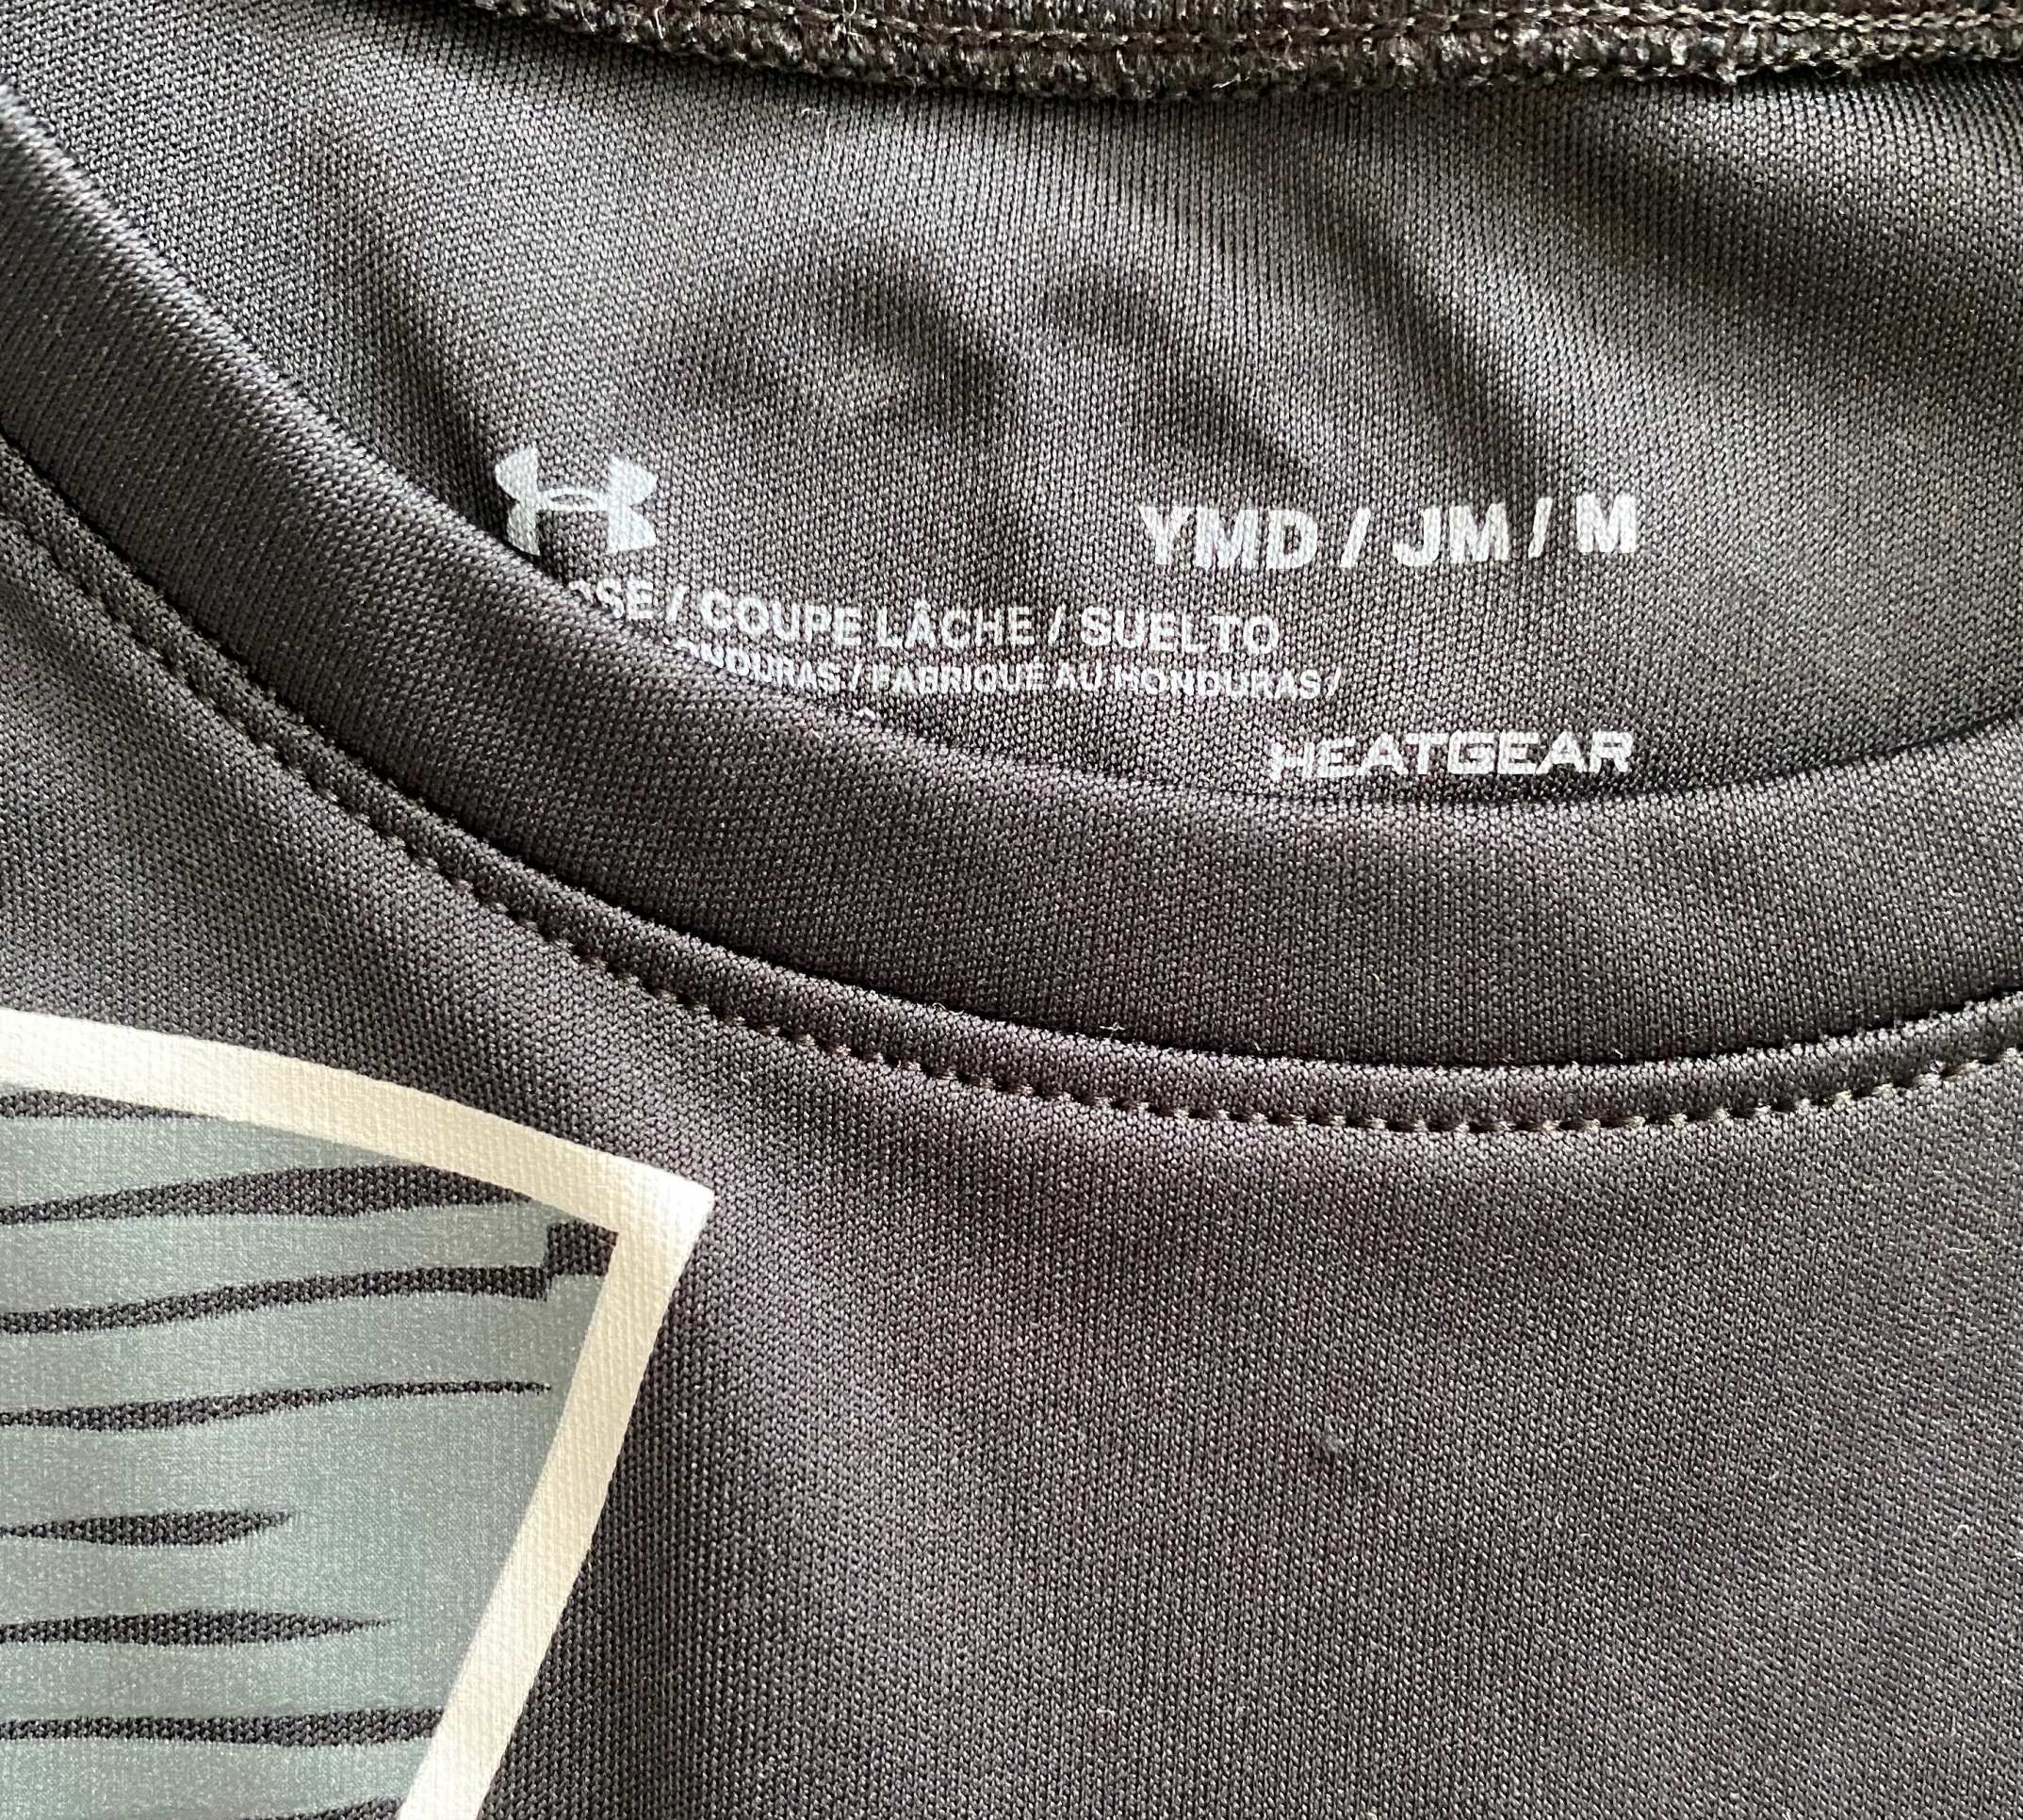 YMD / JM / M
/ COUPE LÂCHE / SUELTO
/ FABRIQUÉ AU HONDURAS /
HEATGEAR